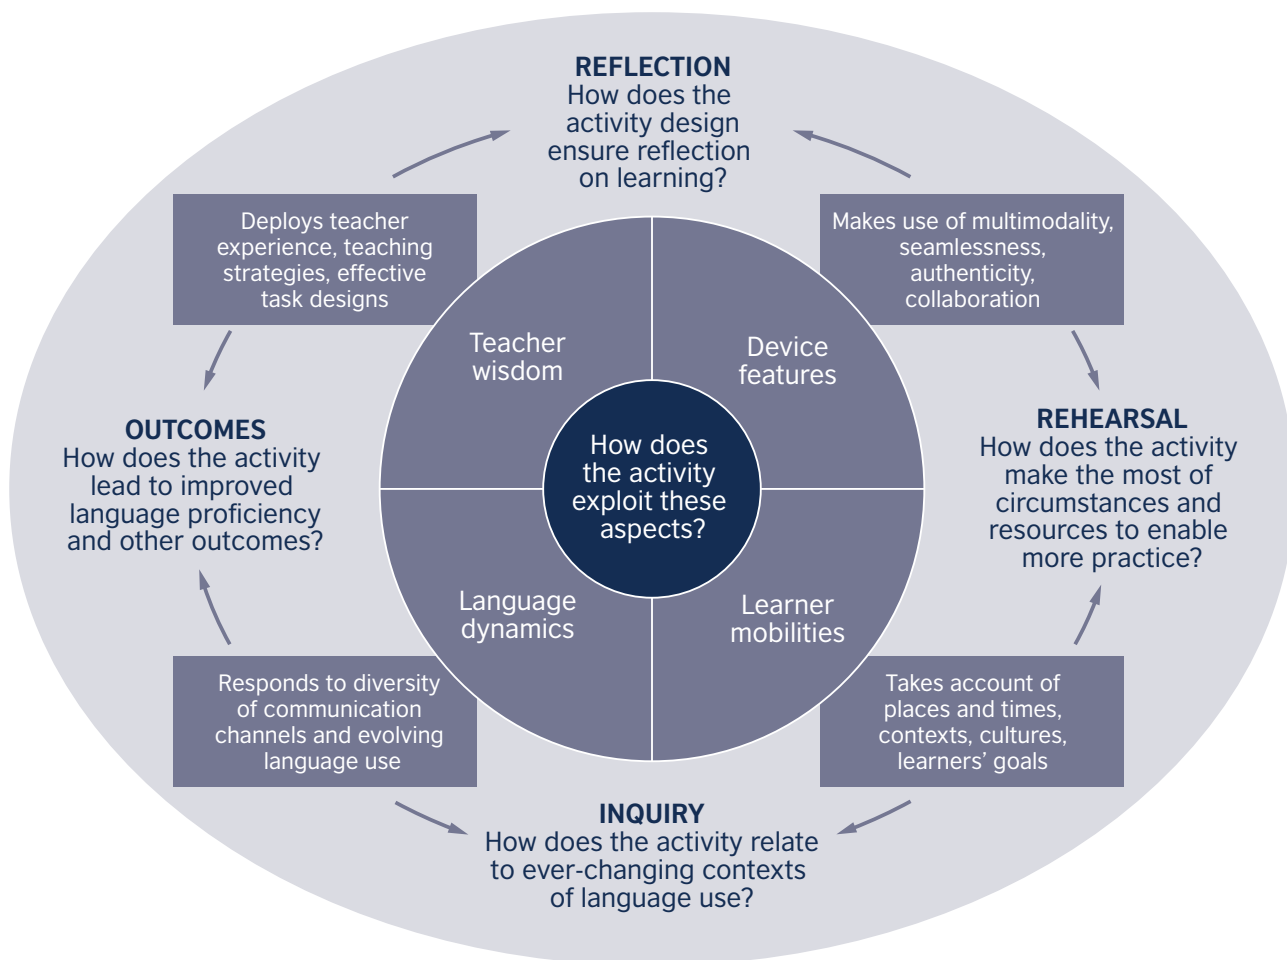 REFLECTION
How does the
activity design
ensure reflection
on learning?
Deploys teacher
experience, teaching
strategies, effective
task designs
Makes use of multimodality,
seamlessness,
authenticity,
collaboration
Teacher
wisdom
Device
features
OUTCOMES
How does the activity
lead to improved
language proficiency
and other outcomes?
How does
the activity
exploit these
aspects?
REHEARSAL
How does the activity
make the most of
circumstances and
resources to enable
more practice?
Language
dynamics
Learner
mobilities
Responds to diversity
of communication
channels and evolving
language use
Takes account of
places and times,
contexts, cultures,
learners’ goals
INQUIRY
How does the activity relate
to ever-changing contexts
of language use?